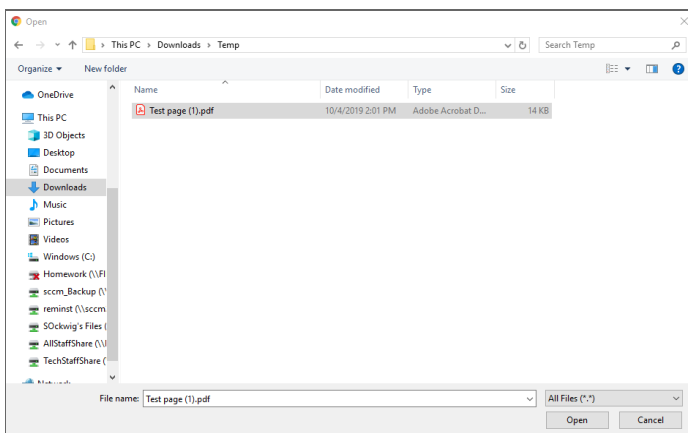 Open
This PC > Downloads > Temp
Search Temp
Organize
New folder
Name
Date modified
Type
Size
Test page (1).pdf
10/4/2019 2:01 PM
Adobe Acrobat D...
14 KB
OneDrive
This PC
3D Objects
Desktop
Documents
Downloads
Music
Pictures
Videos
Windows (C:)
Homework (\\Fl
sccm_Backup (\'
reminst (\\sccm
SOckwig's Files (
AllStaffShare (\\
TechStaffShare (
File name: Test page (1).pdf
All Files (*.*)
Open
Cancel